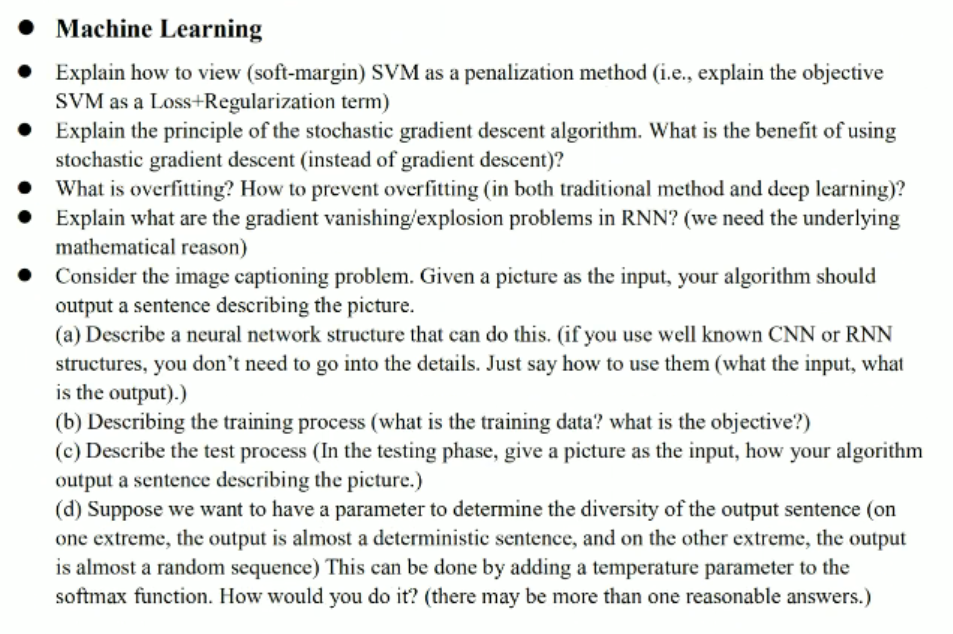 ● Machine Learning
● Explain how to view (soft-margin) SVM as a penalization method (i.e., explain the objective
SVM as a Loss+Regularization term)
● Explain the principle of the stochastic gradient descent algorithm. What is the benefit of using
stochastic gradient descent (instead of gradient descent)?
● What is overfitting? How to prevent overfitting (in both traditional method and deep learning)?
● Explain what are the gradient vanishing/explosion problems in RNN? (we need the underlying
mathematical reason)
● Consider the image captioning problem. Given a picture as the input, your algorithm should
output a sentence describing the picture.
(a) Describe a neural network structure that can do this. (if you use well known CNN or RNN
structures, you don't need to go into the details. Just say how to use them (what the input, what
is the output).)
(b) Describing the training process (what is the training data? what is the objective?)
(c) Describe the test process (In the testing phase, give a picture as the input, how your algorithm
output a sentence describing the picture.)
(d) Suppose we want to have a parameter to determine the diversity of the output sentence (on
one extreme, the output is almost a deterministic sentence, and on the other extreme, the output
is almost a random sequence) This can be done by adding a temperature parameter to the
softmax function. How would you do it? (there may be more than one reasonable answers.)